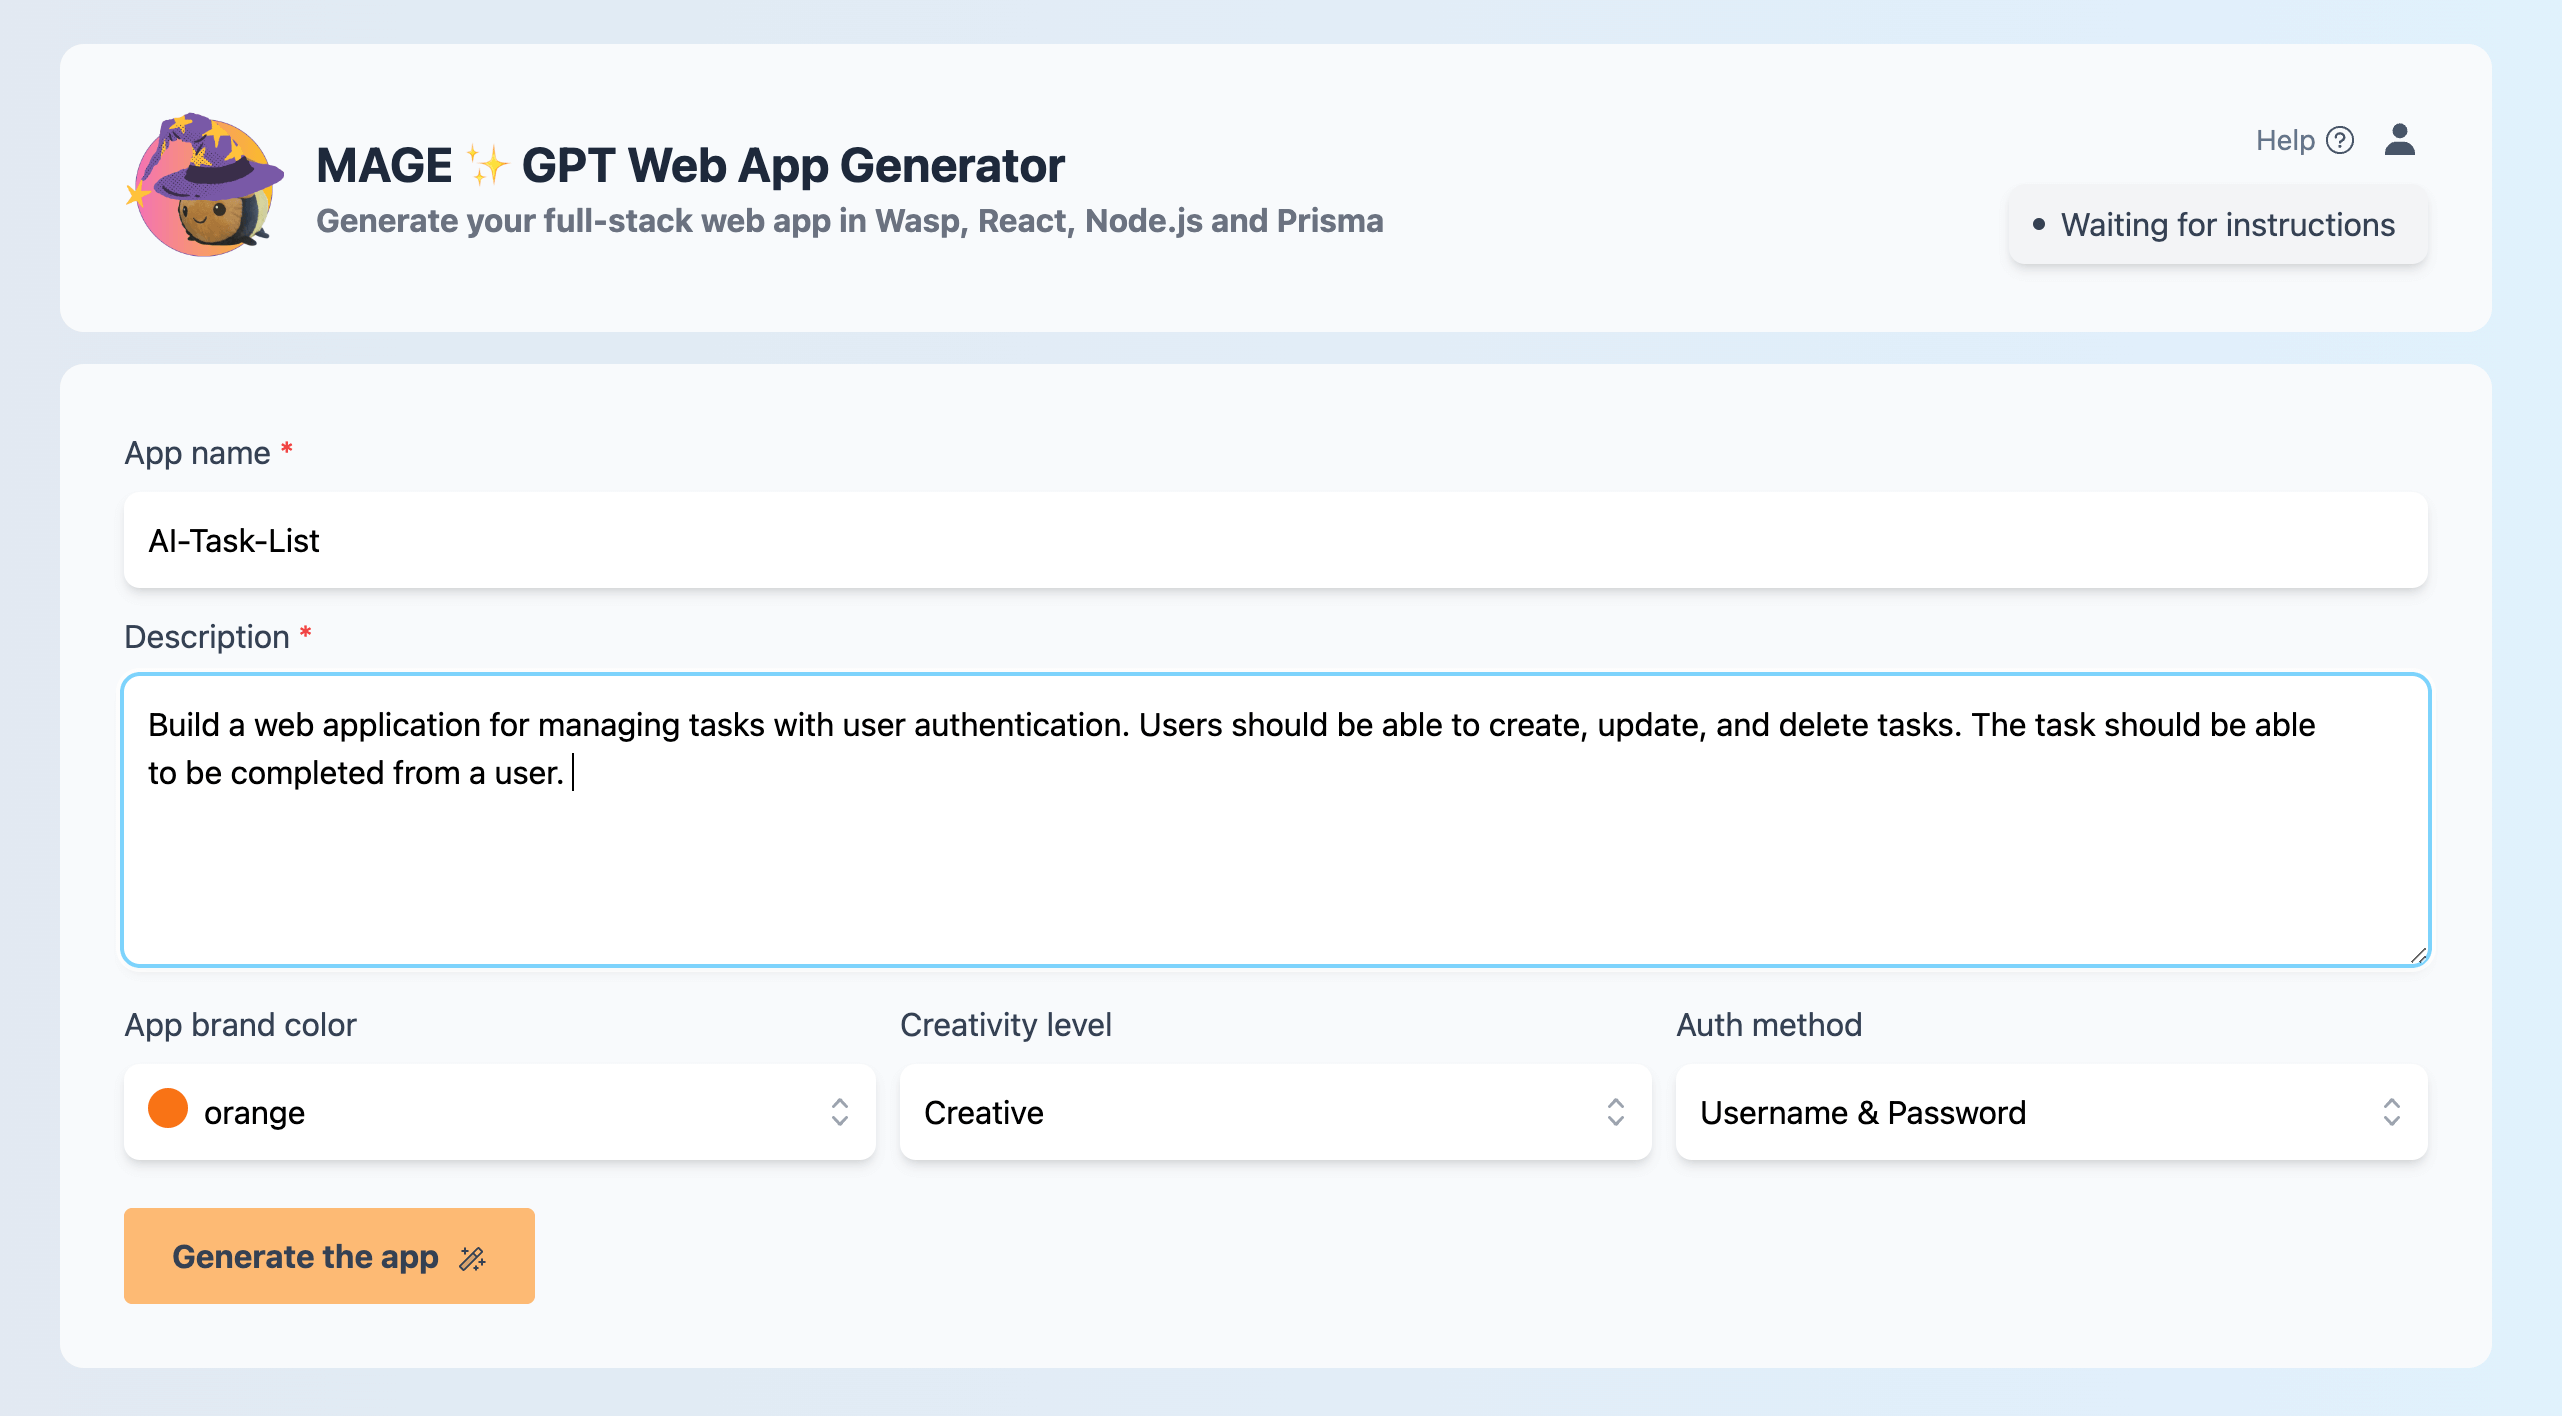 MAGE ✨ GPT Web App Generator
Generate your full-stack web app in Wasp, React, Node.js and Prisma
Help ?
• Waiting for instructions
App name *
AI-Task-List
Description *
Build a web application for managing tasks with user authentication. Users should be able to create, update, and delete tasks. The task should be able
to be completed from a user.
App brand color
orange
Creativity level
Creative
Auth method
Username & Password
Generate the app